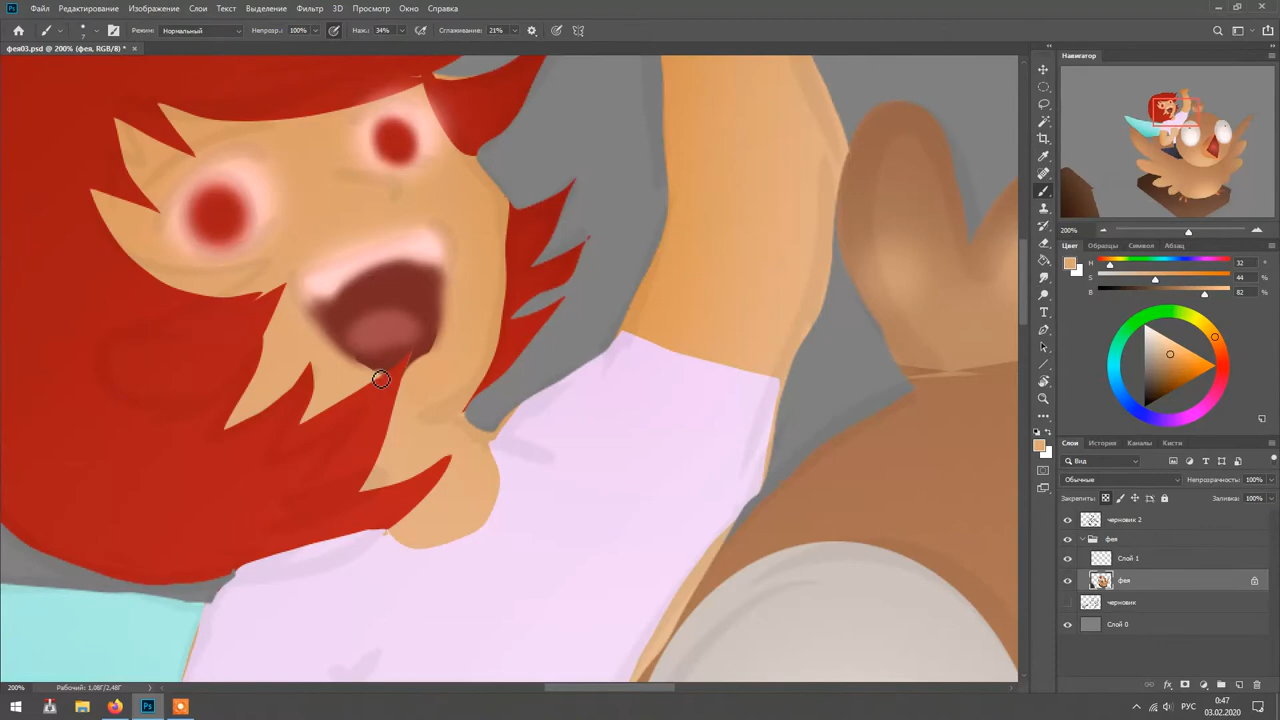 Файл Редактирование Изображение Слои Текст Выделение Фильтр 3D Просмотр Окно Справка
7 Режим: Нормальный Непрозр.: 100% Наж.: 34% Сглаживание: 21%
фея03.psd @ 200% (фея, RGB/8) *
Навигатор
200%
Цвет Образцы Символ Абзац
H 32 °
S 44 %
B 82 %
Слои История Каналы Кисти
Вид
Обычные Непрозрачность: 100%
Закрепить: Заливка: 100%
черновик 2
фея
Слой 1
фея
черновик
Слой 0
200% Рабочий: 1,08Г/2,48Г
РУС 0:47
03.02.2020